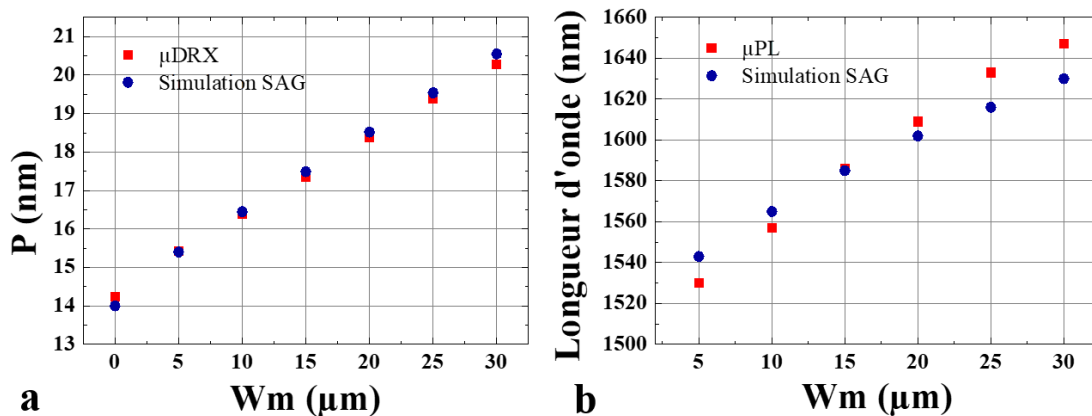 21
20
19
18
17
16
15
14
13
P (nm)
µDRX
Simulation SAG
0 5 10 15 20 25 30
Wm (µm)
a
1660
1640
1620
1600
1580
1560
1540
1520
1500
Longueur d'onde (nm)
µPL
Simulation SAG
5 10 15 20 25 30
Wm (µm)
b